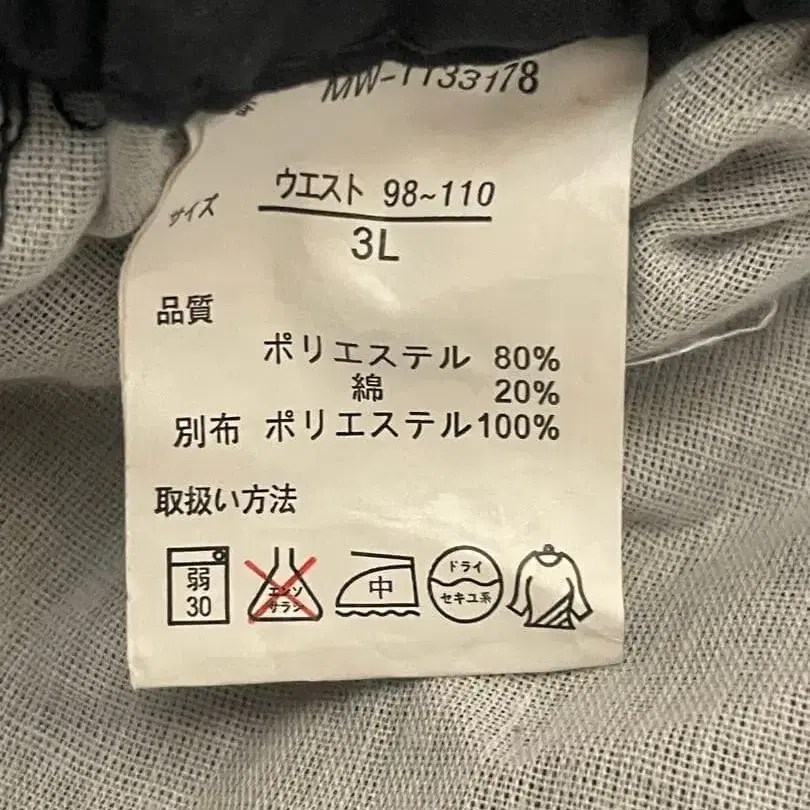 MW-1133178
サイズ ウエスト 98~110
3L
品質
ポリエステル 80%
綿 20%
別布 ポリエステル100%
取扱い方法
弱 30
エンソ サラシ
中
ドライ セキユ系